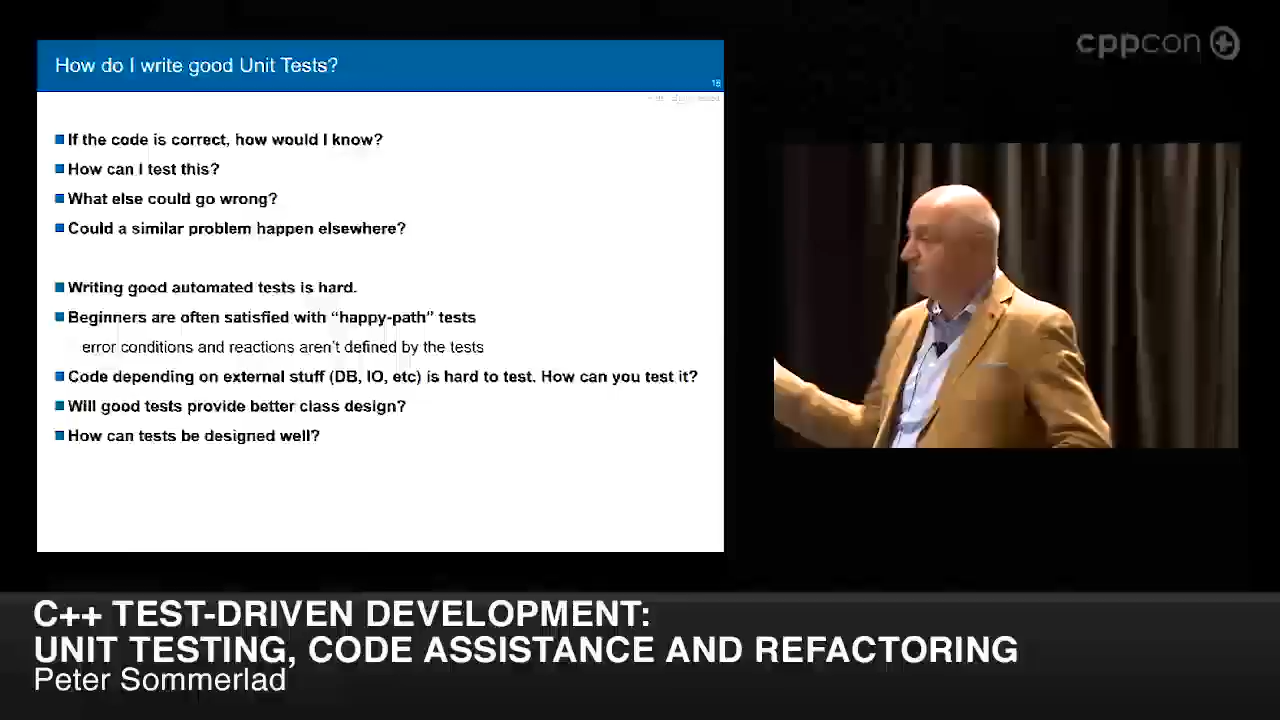 cppcon
How do I write good Unit Tests?
If the code is correct, how would I know?
How can I test this?
What else could go wrong?
Could a similar problem happen elsewhere?
Writing good automated tests is hard.
Beginners are often satisfied with “happy-path” tests
error conditions and reactions aren’t defined by the tests
Code depending on external stuff (DB, IO, etc) is hard to test. How can you test it?
Will good tests provide better class design?
How can tests be designed well?
C++ TEST-DRIVEN DEVELOPMENT:
UNIT TESTING, CODE ASSISTANCE AND REFACTORING
Peter Sommerlad